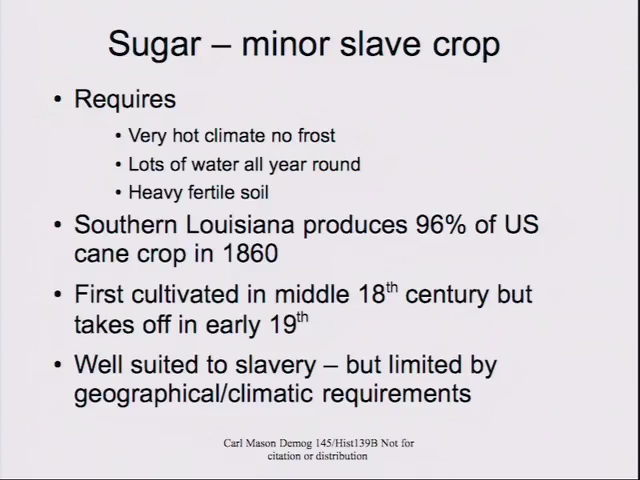 Sugar – minor slave crop
• Requires
• Very hot climate no frost
• Lots of water all year round
• Heavy fertile soil
• Southern Louisiana produces 96% of US
cane crop in 1860
• First cultivated in middle 18th century but
takes off in early 19th
• Well suited to slavery – but limited by
geographical/climatic requirements
Carl Mason Demog 145/Hist139B Not for
citation or distribution